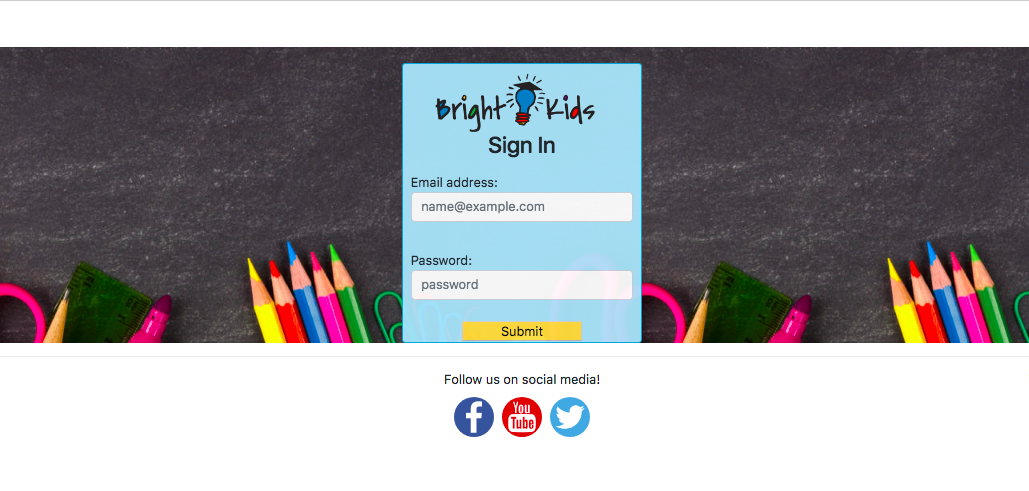 Bright Kids
Sign In
Email address:
name@example.com
Password:
password
Submit
Follow us on social media!
f
You
Tube